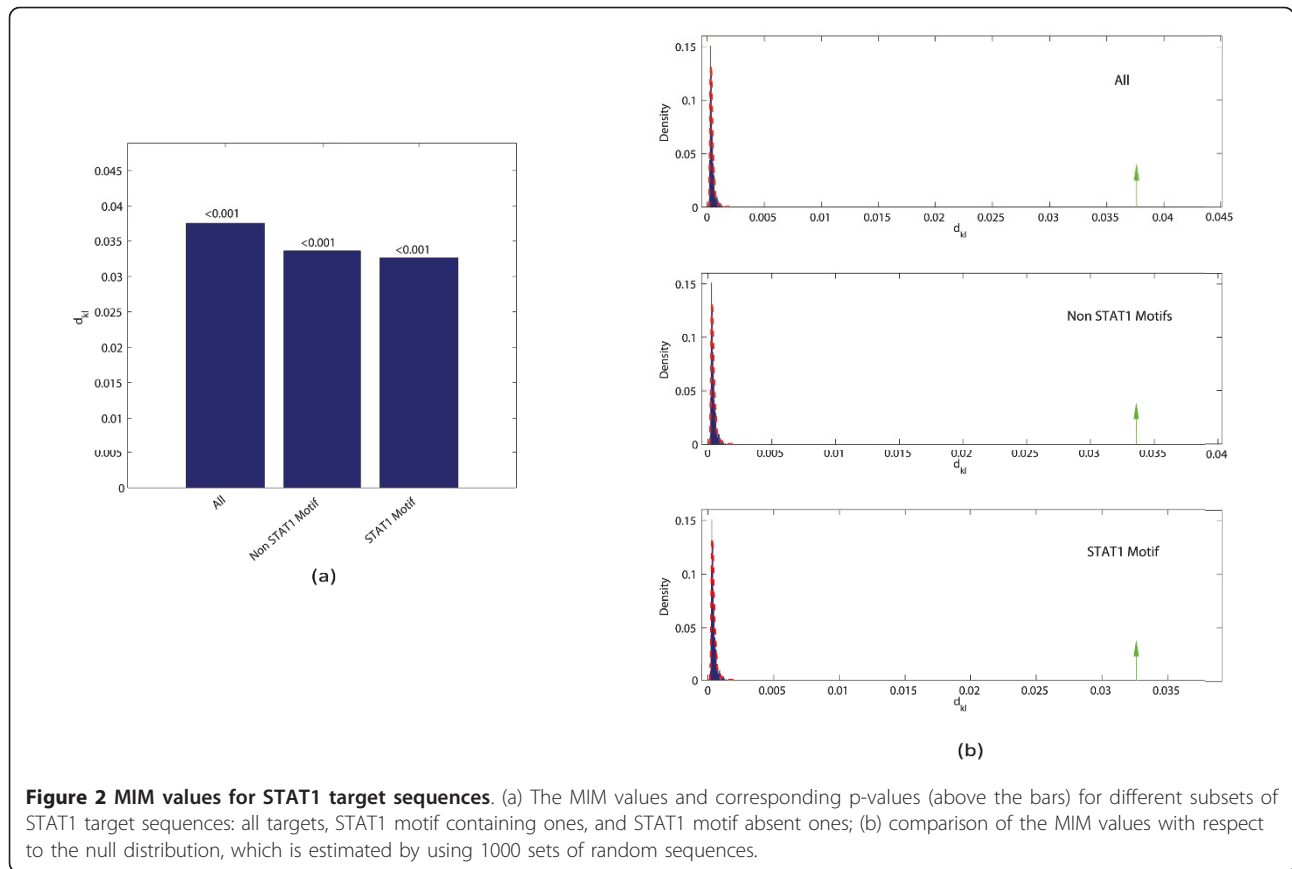 0.045
0.04
0.035
0.03
0.025
0.02
0.015
0.01
0.005
0
d_kl
<0.001
<0.001
<0.001
All
Non STAT1 Motif
STAT1 Motif
(a)
0.15
0.1
0.05
0
Density
All
0 0.005 0.01 0.015 0.02 0.025 0.03 0.035 0.04 0.045
d_kl
0.15
0.1
0.05
0
Density
Non STAT1 Motifs
0 0.005 0.01 0.015 0.02 0.025 0.03 0.035 0.04
d_kl
0.15
0.1
0.05
0
Density
STAT1 Motif
0 0.005 0.01 0.015 0.02 0.025 0.03 0.035
d_kl
(b)
Figure 2 MIM values for STAT1 target sequences. (a) The MIM values and corresponding p-values (above the bars) for different subsets of
STAT1 target sequences: all targets, STAT1 motif containing ones, and STAT1 motif absent ones; (b) comparison of the MIM values with respect
to the null distribution, which is estimated by using 1000 sets of random sequences.